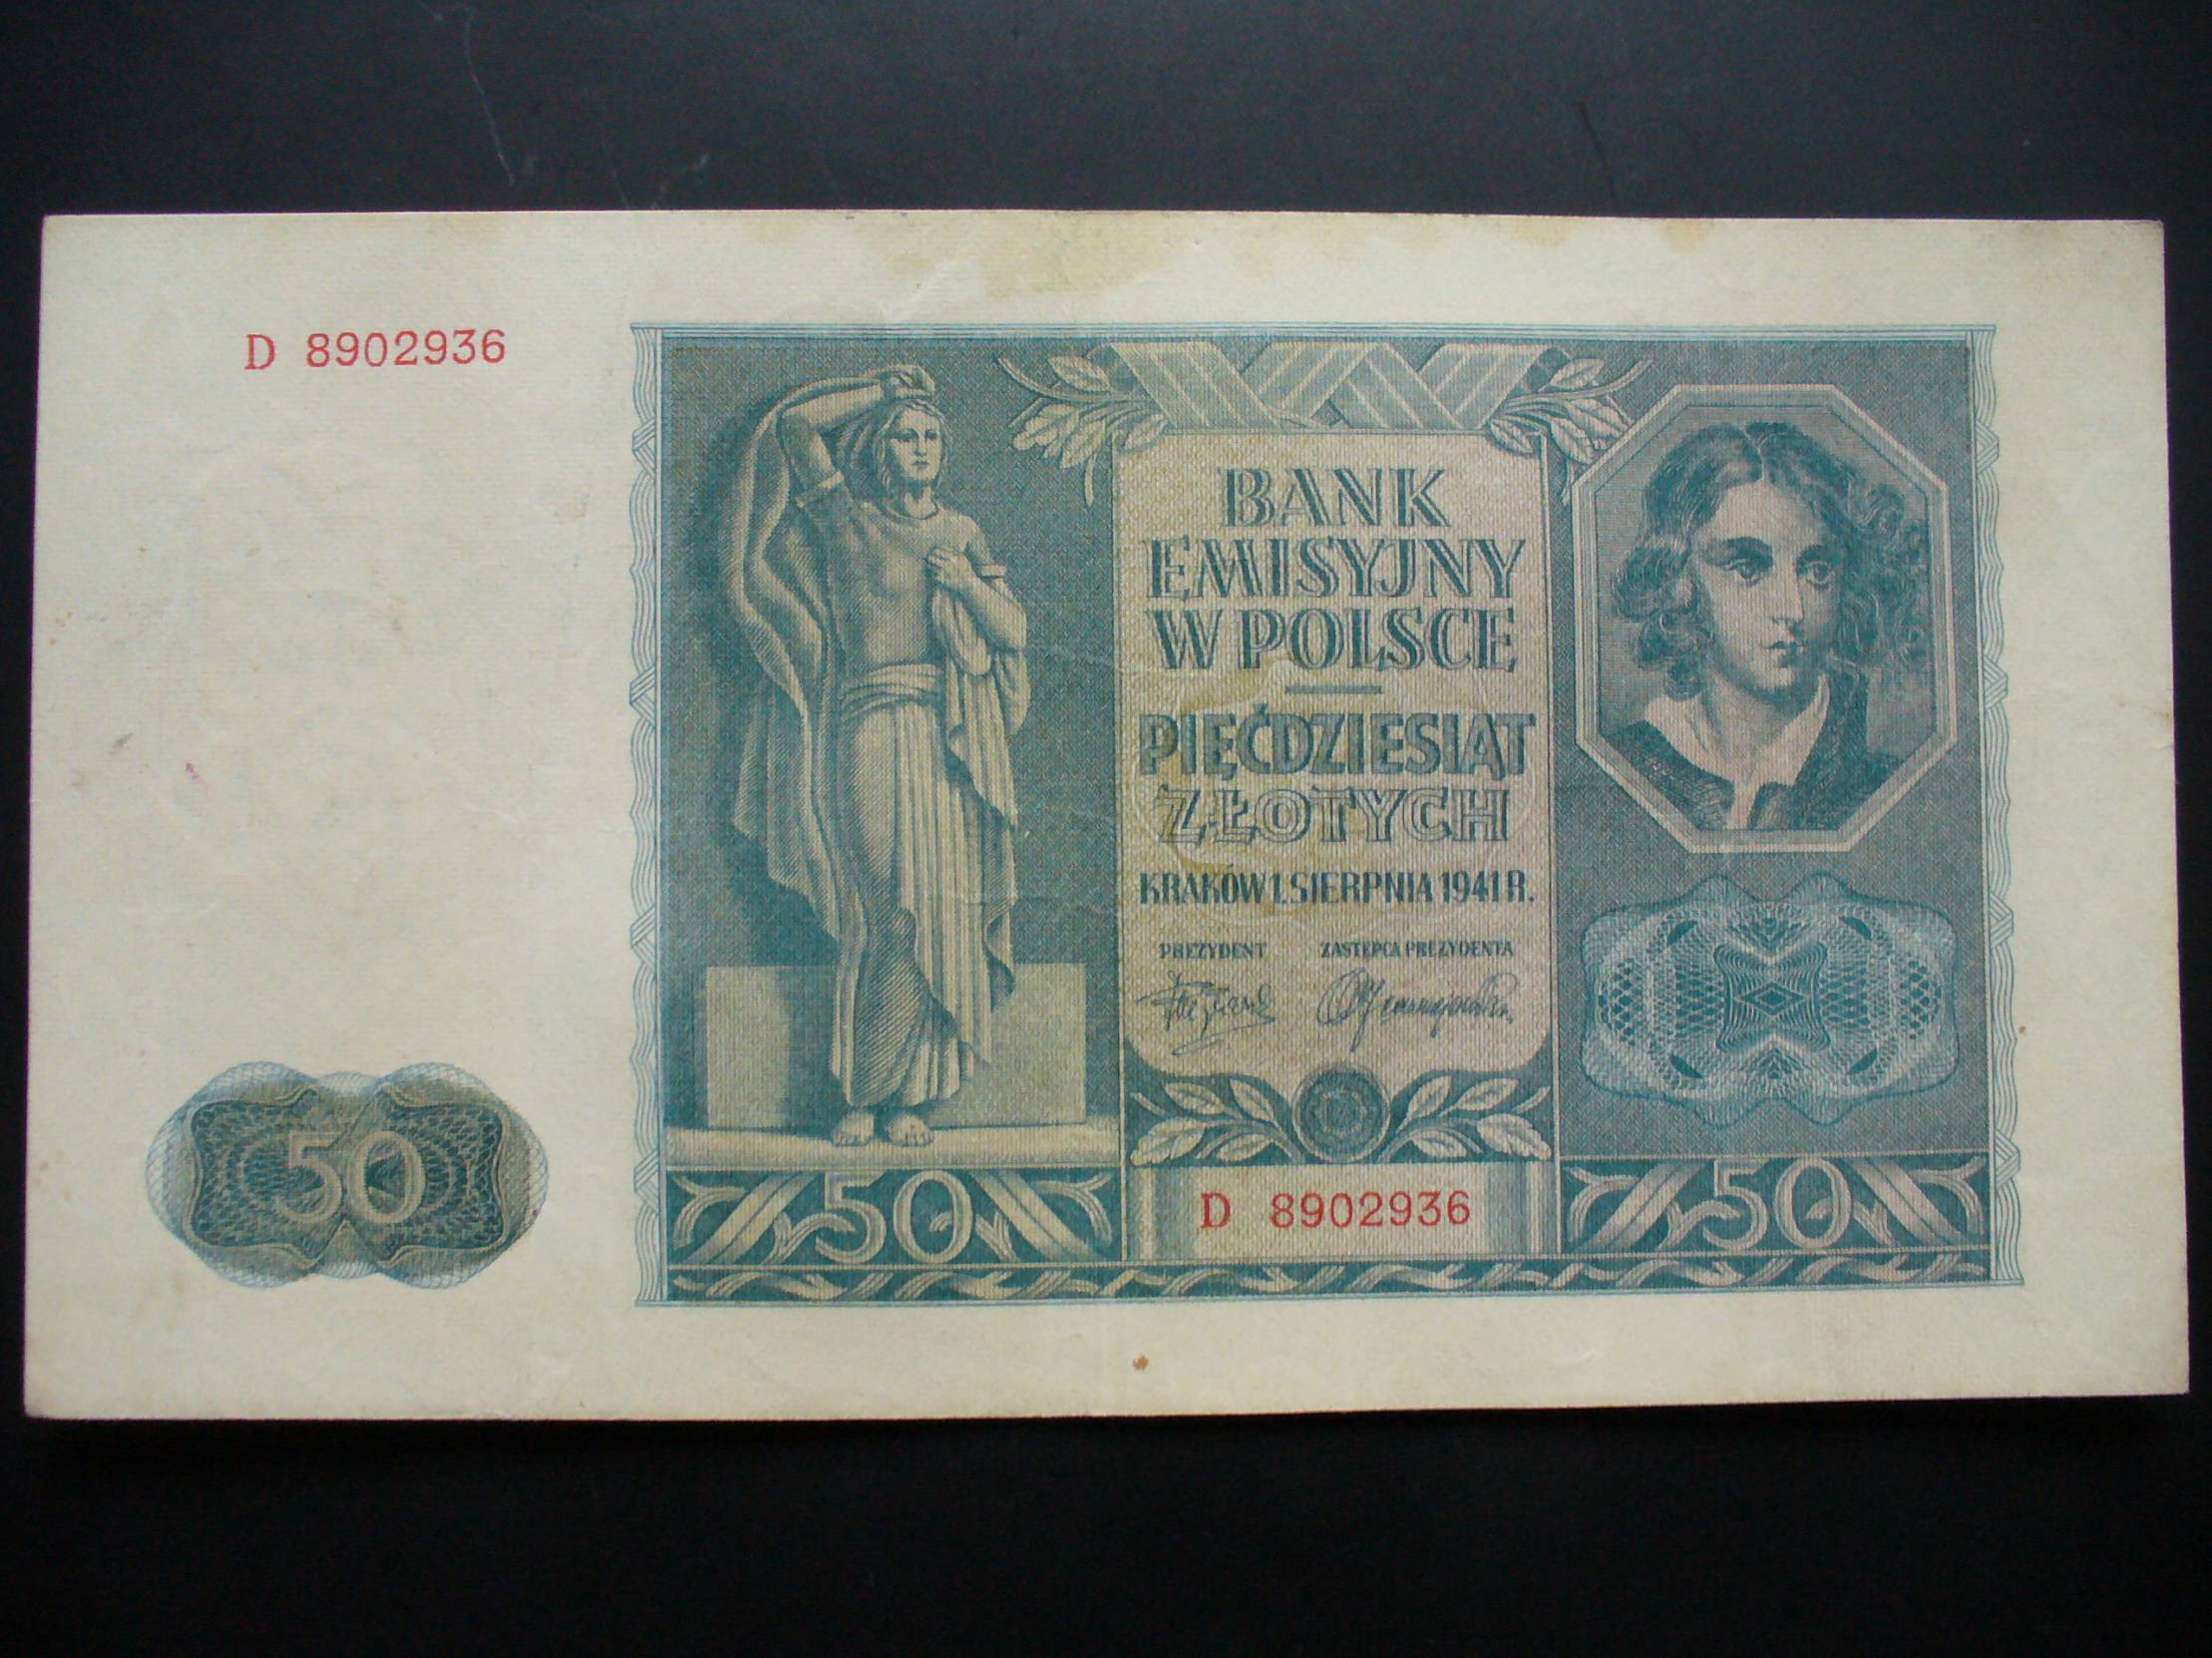 D 8902936
BANK
EMISYJNY
W POLSCE
PIĘĆDZIESIĄT
ZŁOTYCH
KRAKÓW 1. SIERPNIA 1941 R.
PREZYDENT ZASTĘPCA PREZYDENTA
50
50
D 8902936
50